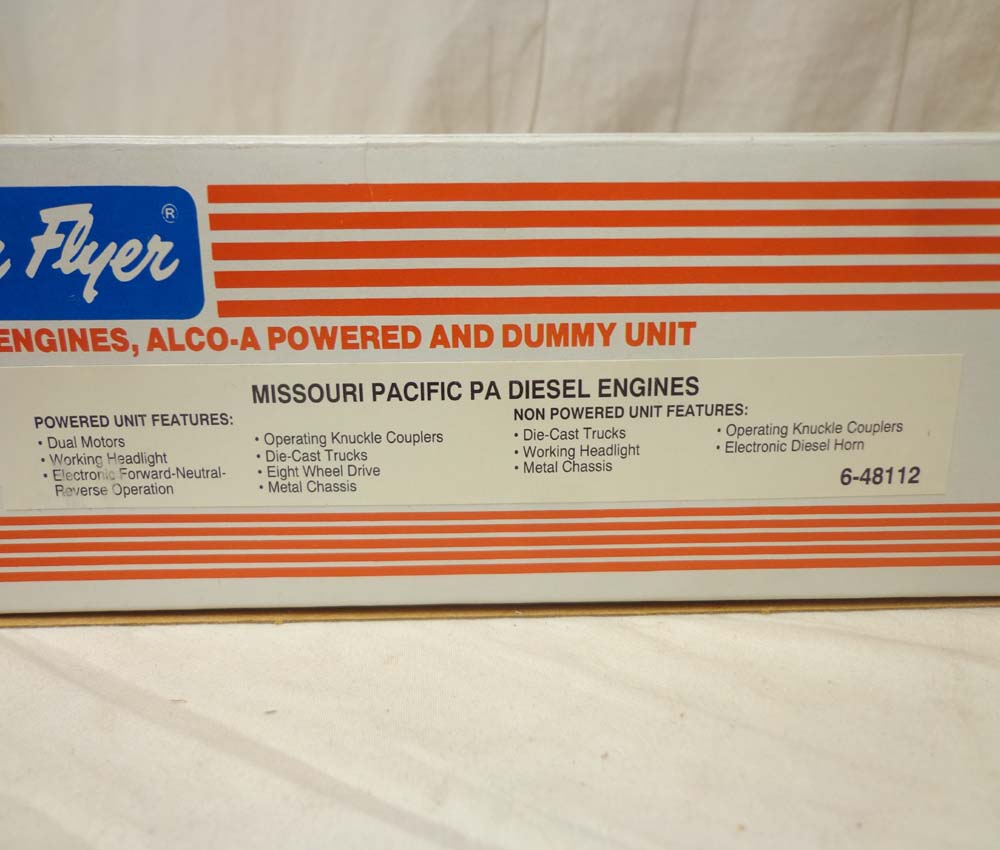 Flyer®
ENGINES, ALCO-A POWERED AND DUMMY UNIT
MISSOURI PACIFIC PA DIESEL ENGINES
POWERED UNIT FEATURES:
• Dual Motors
• Working Headlight
• Electronic Forward-Neutral-
Reverse Operation
• Operating Knuckle Couplers
• Die-Cast Trucks
• Eight Wheel Drive
• Metal Chassis
NON POWERED UNIT FEATURES:
• Die-Cast Trucks
• Working Headlight
• Metal Chassis
• Operating Knuckle Couplers
• Electronic Diesel Horn
6-48112